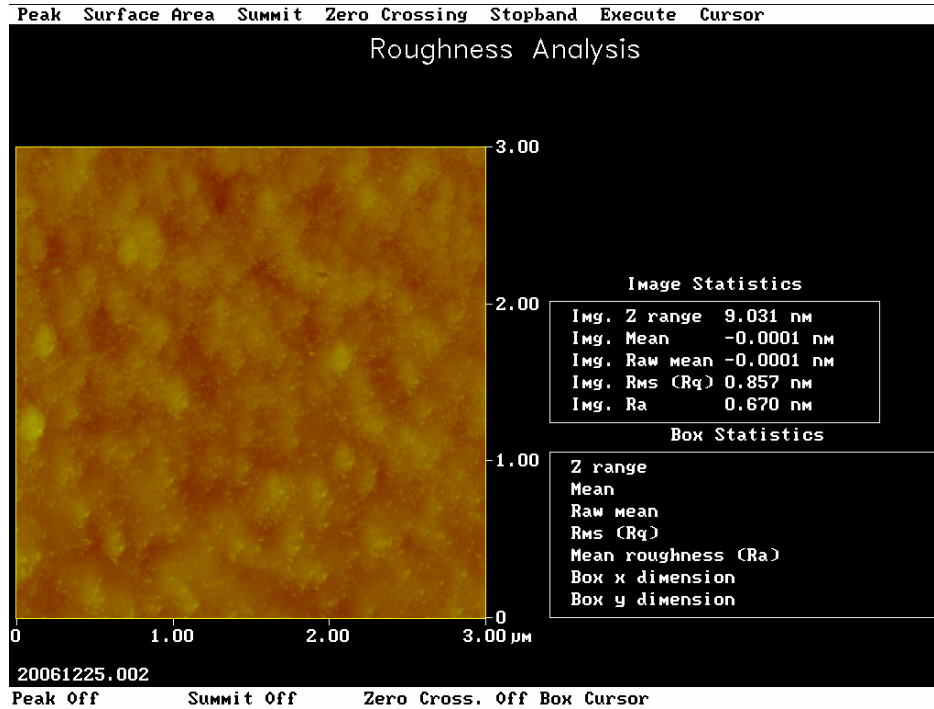 Peak Surface Area Summit Zero Crossing Stopband Execute Cursor
Roughness Analysis
3.00
2.00
1.00
0
0 1.00 2.00 3.00 µm
Image Statistics
Img. Z range 9.031 nm
Img. Mean -0.0001 nm
Img. Raw mean -0.0001 nm
Img. Rms (Rq) 0.857 nm
Img. Ra 0.670 nm
Box Statistics
Z range
Mean
Raw mean
Rms (Rq)
Mean roughness (Ra)
Box x dimension
Box y dimension
20061225.002
Peak Off Summit Off Zero Cross. Off Box Cursor